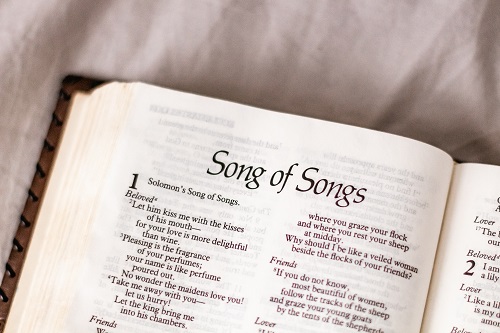 Song of Songs
1 Solomon's Song of Songs.
Belovedᵃ
²Let him kiss me with the kisses
of his mouth—
for your love is more delightful
than wine.
³Pleasing is the fragrance
of your perfumes;
your name is like perfume
poured out.
No wonder the maidens love you!
⁴Take me away with you—
let us hurry!
Let the king bring me
into his chambers.
Friends
where you graze your flock
and where you rest your sheep
at midday.
Why should I be like a veiled woman
beside the flocks of your friends?
Friends
⁸If you do not know,
most beautiful of women,
follow the tracks of the sheep
and graze your young goats
by the tents of the shepherds.
Lover
Lover
Beloved
2 I am
a lily
Lover
²Like a lil
is my d
amon
Beloved